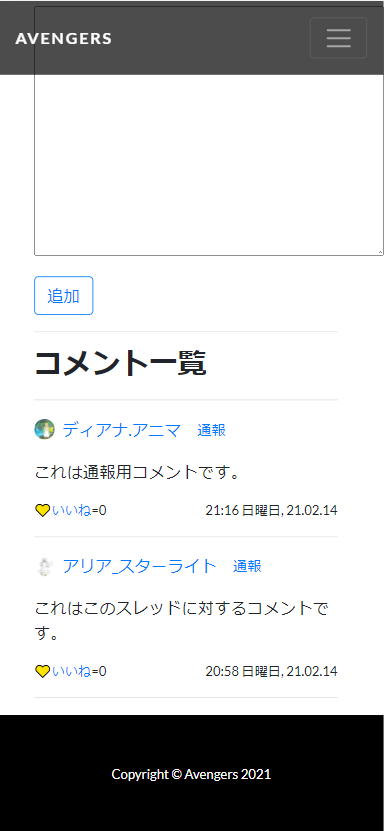 AVENGERS
追加
コメント一覧
ディアナ.アニマ 通報
これは通報用コメントです。
いいね=0 21:16 日曜日, 21.02.14
アリア_スターライト 通報
これはこのスレッドに対するコメントで
す。
いいね=0 20:58 日曜日, 21.02.14
Copyright © Avengers 2021